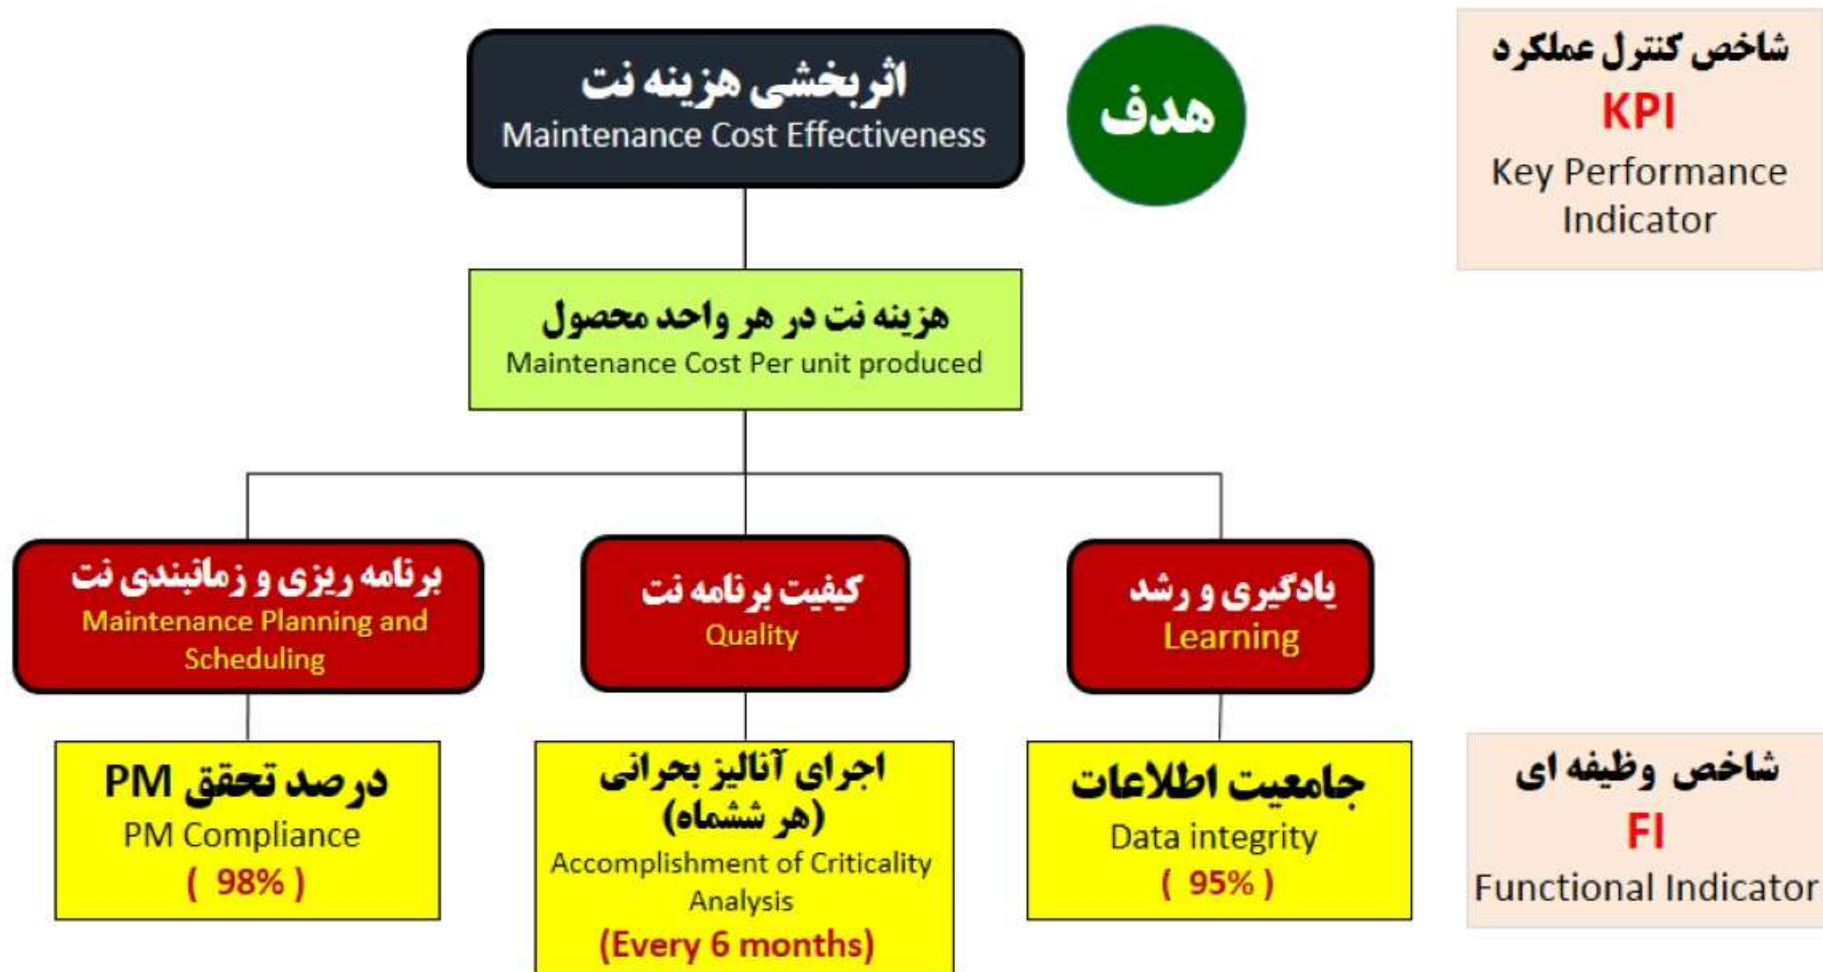 اثربخشی هزینه نت
Maintenance Cost Effectiveness
هدف
شاخص کنترل عملکرد
KPI
Key Performance
Indicator
هزینه نت در هر واحد محصول
Maintenance Cost Per unit produced
برنامه ریزی و زمانبندی نت
Maintenance Planning and
Scheduling
کیفیت برنامه نت
Quality
یادگیری و رشد
Learning
درصد تحقق PM
PM Compliance
( 98% )
اجرای آنالیز بحرانی
(هر ششماه)
Accomplishment of Criticality
Analysis
(Every 6 months)
جامعیت اطلاعات
Data integrity
( 95% )
شاخص وظیفه ای
FI
Functional Indicator